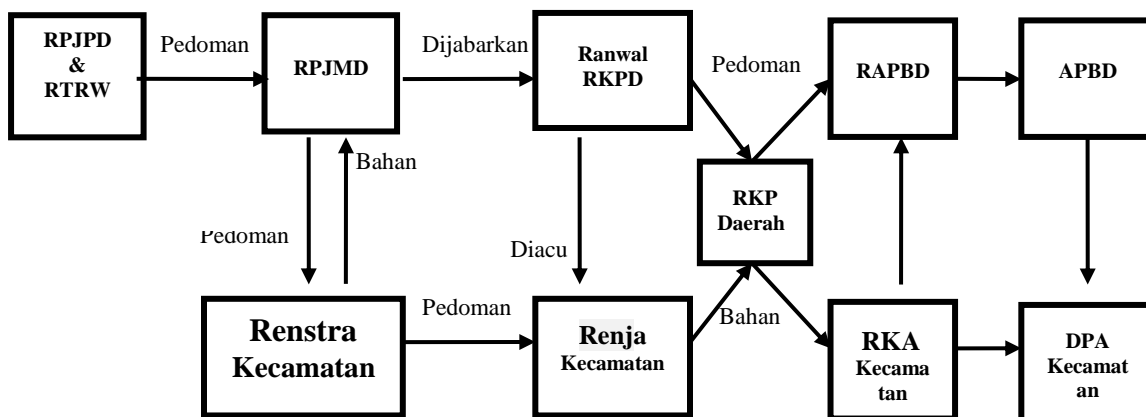 RPJPD
&
RTRW
Pedoman
RPJMD
Dijabarkan
Ranwal
RKPD
Pedoman
RAPBD
APBD
Bahan
Pedoman
Diacu
RKP
Daerah
Renstra
Kecamatan
Pedoman
Renja
Kecamatan
Bahan
RKA
Kecama
tan
DPA
Kecamat
an